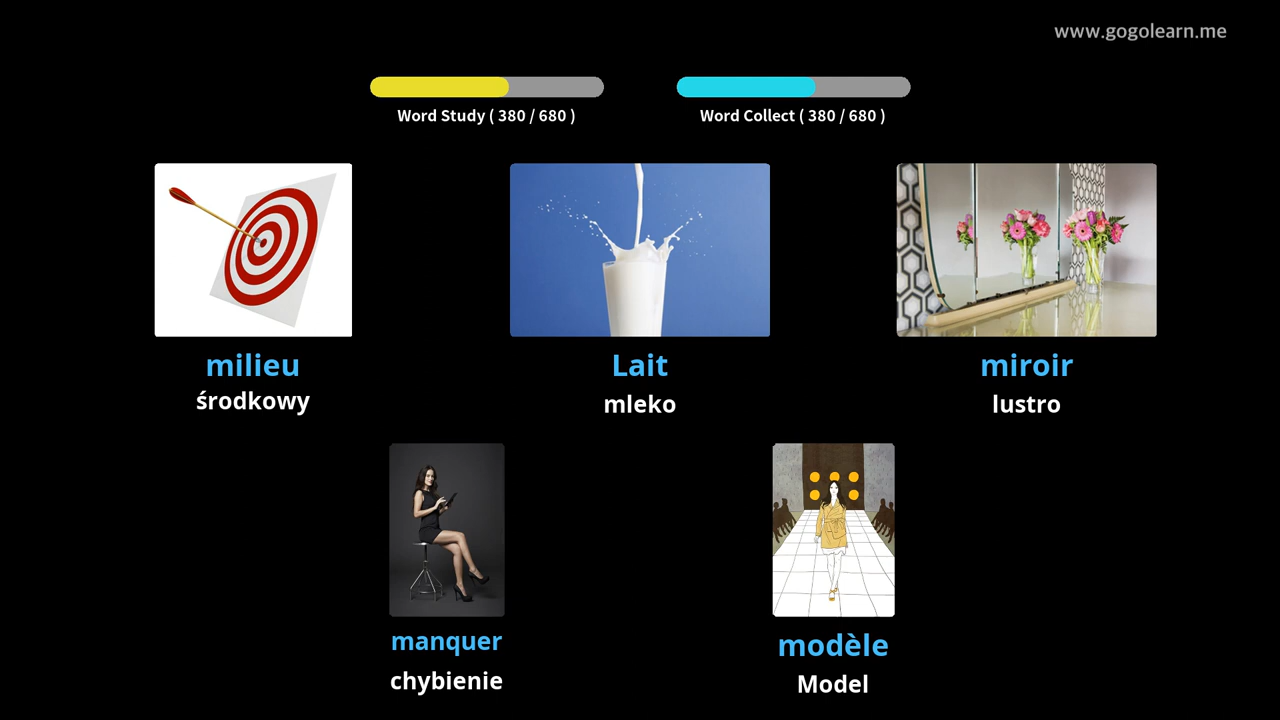 www.gogolearn.me
Word Study ( 380 / 680 )
Word Collect ( 380 / 680 )
milieu
środkowy
Lait
mleko
miroir
lustro
manquer
chybienie
modèle
Model